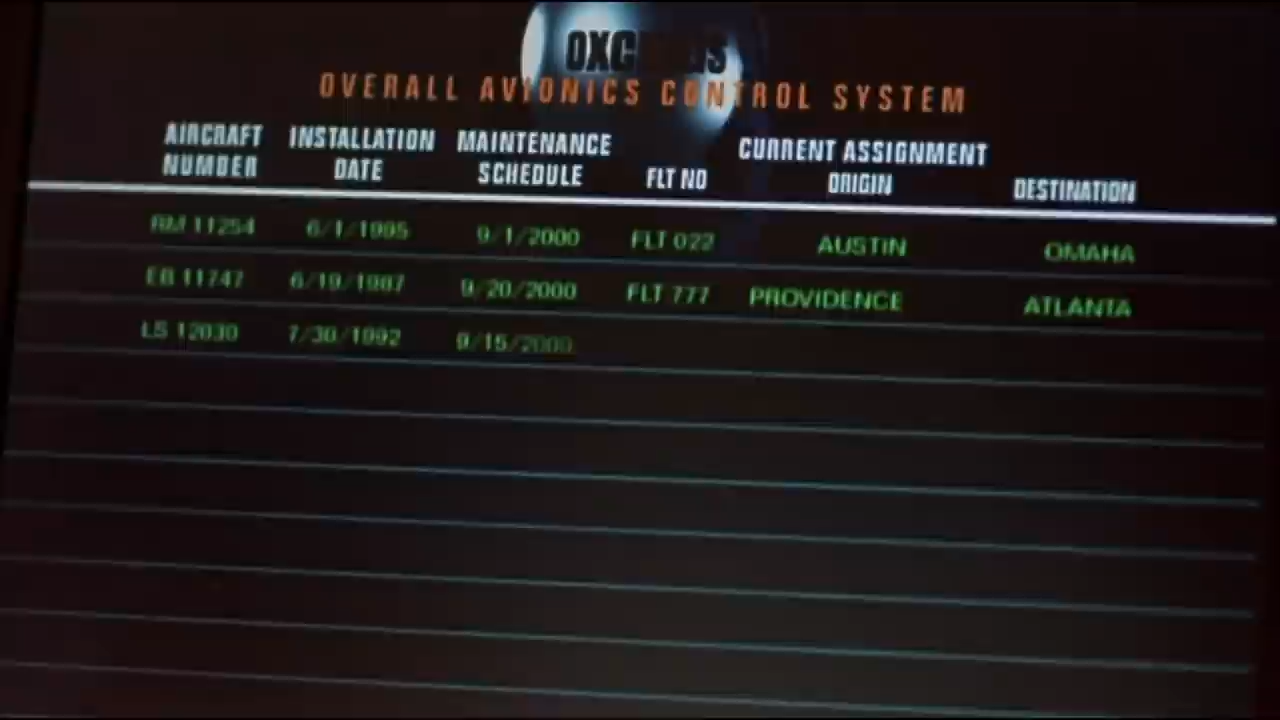 OVERALL AVIONICS CONTROL SYSTEM
AIRCRAFT NUMBER INSTALLATION DATE MAINTENANCE SCHEDULE FLT NO CURRENT ASSIGNMENT ORIGIN DESTINATION
RM 11254 6/1/1995 9/1/2000 FLT 022 AUSTIN OMAHA
EB 11747 6/19/1987 9/20/2000 FLT 777 PROVIDENCE ATLANTA
LS 12030 7/30/1992 9/15/2000